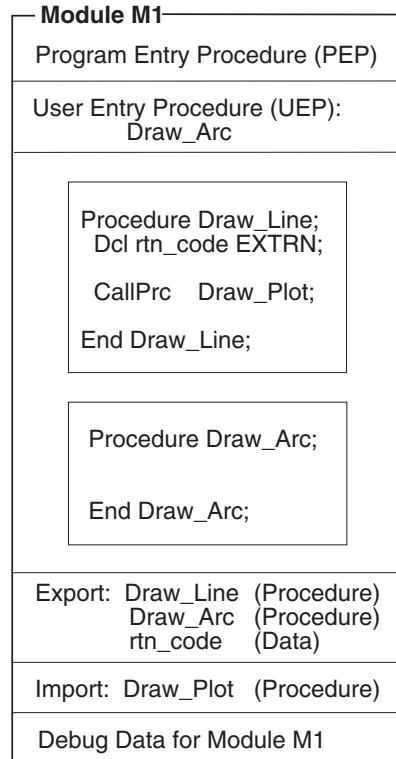 Module M1
Program Entry Procedure (PEP)
User Entry Procedure (UEP):
Draw_Arc
Procedure Draw_Line;
Dcl rtn_code EXTRN;
CallPrc Draw_Plot;
End Draw_Line;
Procedure Draw_Arc;
End Draw_Arc;
Export: Draw_Line (Procedure)
Draw_Arc (Procedure)
rtn_code (Data)
Import: Draw_Plot (Procedure)
Debug Data for Module M1